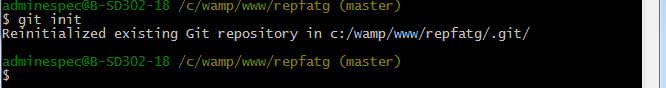 adminespec@B-SD302-18 /c/wamp/www/repfatg (master)
$ git init
Reinitialized existing Git repository in c:/wamp/www/repfatg/.git/
adminespec@B-SD302-18 /c/wamp/www/repfatg (master)
$